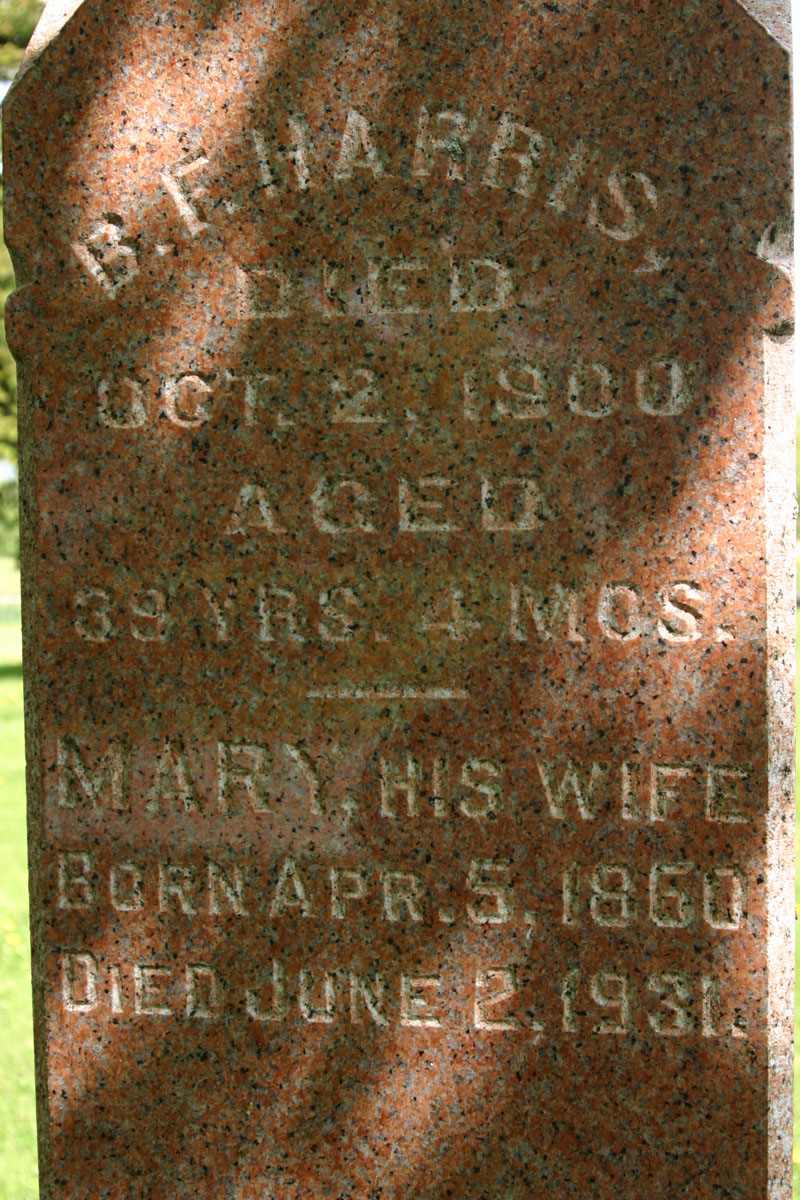 B. F. HARRIS,
DIED
OCT. 2, 1900
AGED
39 YRS. 4 MOS.
MARY, HIS WIFE
BORN APR. 5, 1860
DIED JUNE 2, 1931.